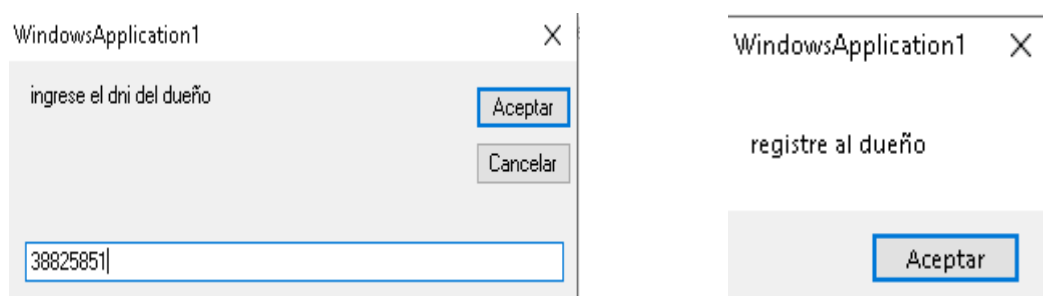 WindowsApplication1
ingrese el dni del dueño
Aceptar
Cancelar
38825851
WindowsApplication1
registre al dueño
Aceptar